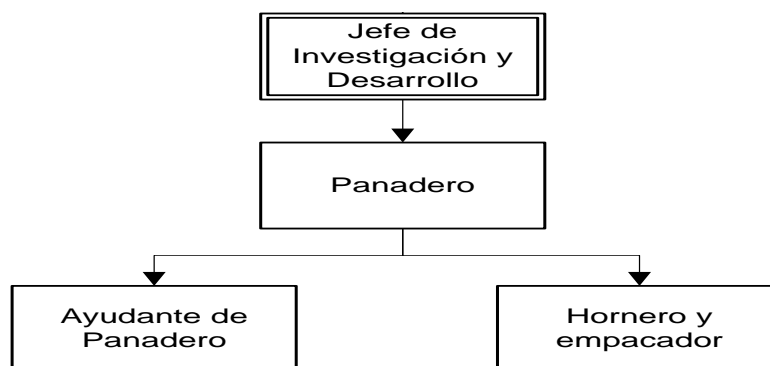 Jefe de
Investigación y
Desarrollo
Panadero
Ayudante de
Panadero
Hornero y
empacador